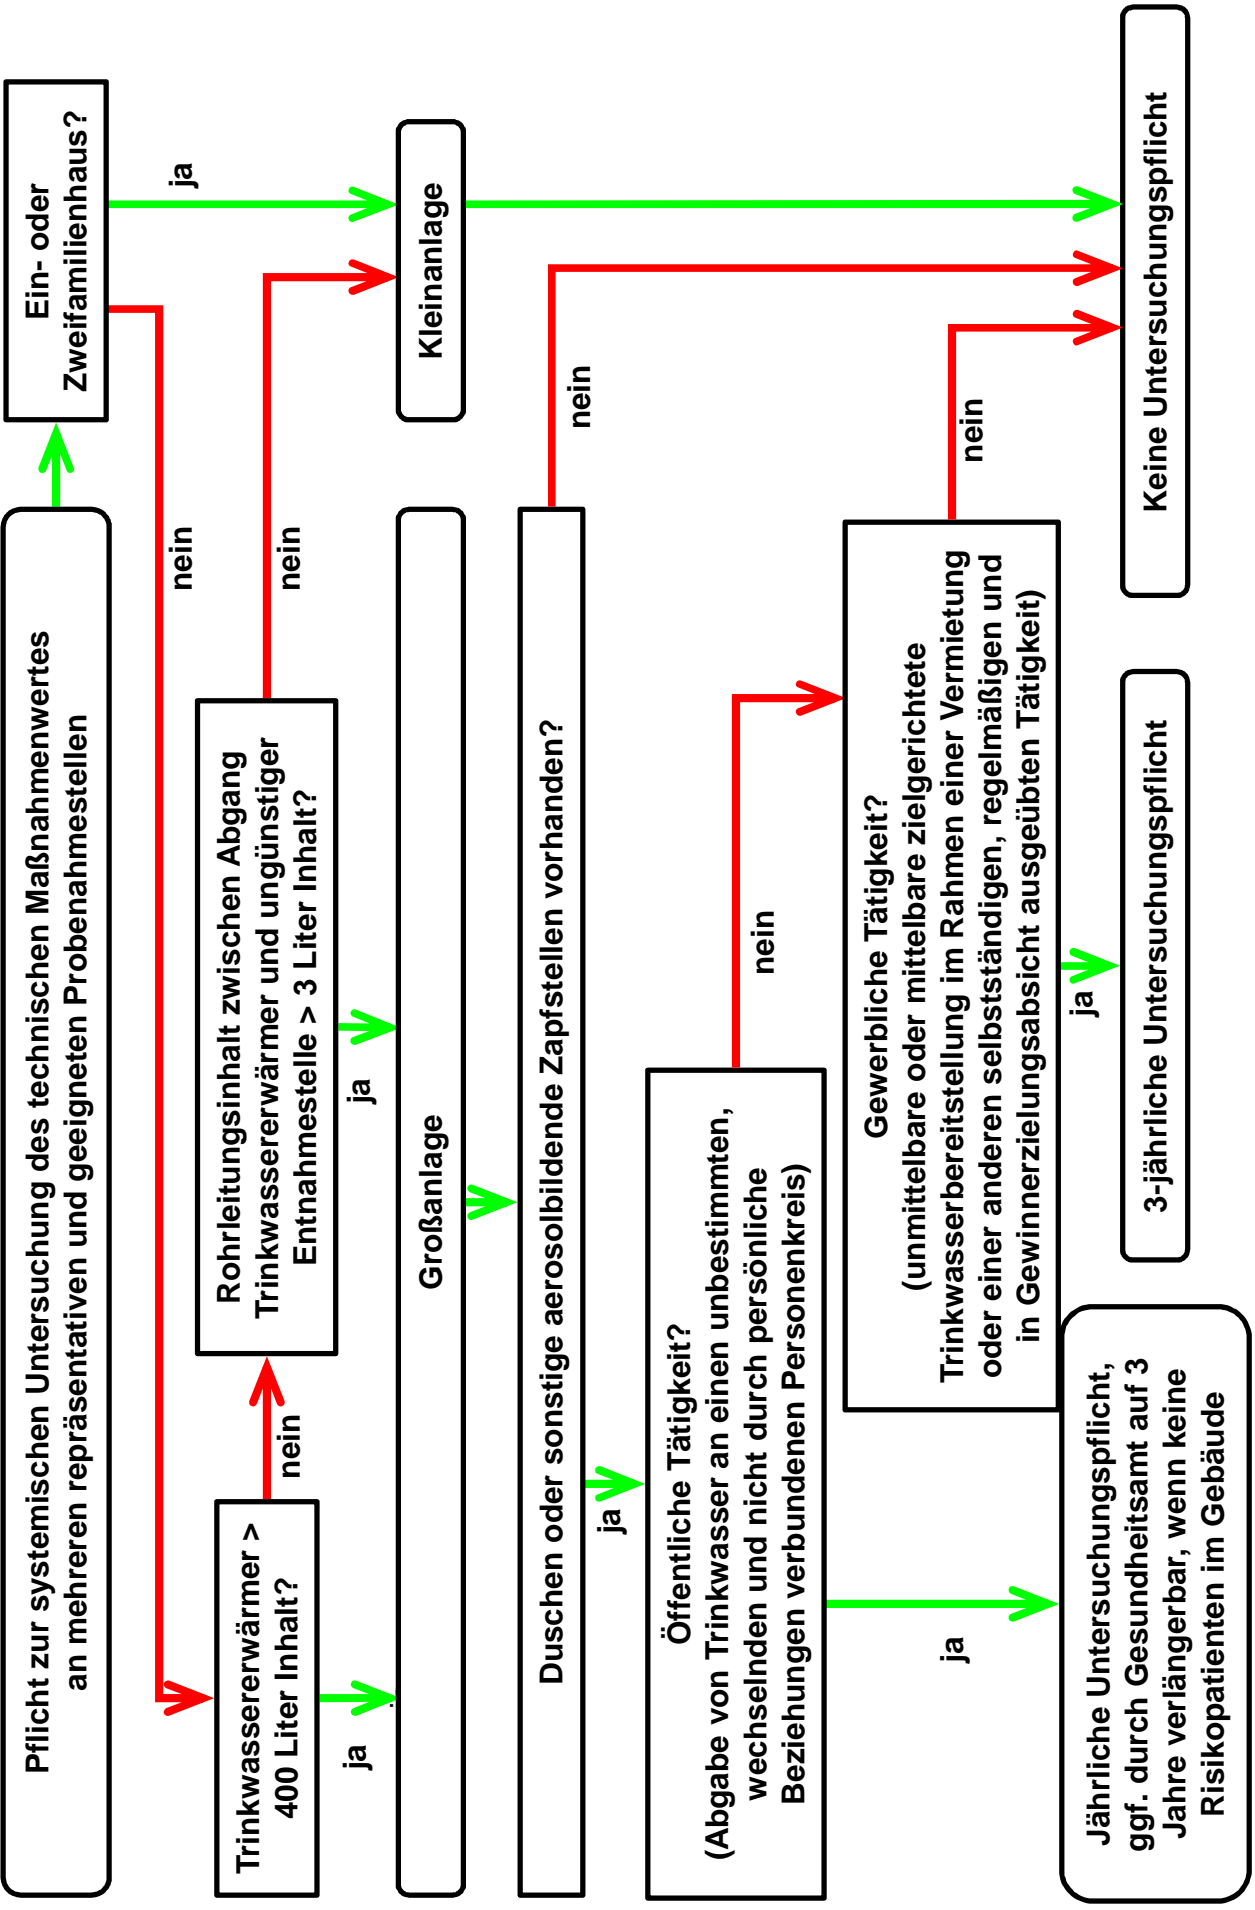 Pflicht zur systemischen Untersuchung des technischen Maßnahmenwertes
an mehreren repräsentativen und geeigneten Probenahmestellen
Ein- oder
Zweifamilienhaus?
nein
ja
Trinkwassererwärmer >
400 Liter Inhalt?
nein
Rohrleitungsinhalt zwischen Abgang
Trinkwassererwärmer und ungünstiger
Entnahmestelle > 3 Liter Inhalt?
nein
ja
ja
Großanlage
Kleinanlage
Duschen oder sonstige aerosolbildende Zapfstellen vorhanden?
nein
ja
Öffentliche Tätigkeit?
(Abgabe von Trinkwasser an einen unbestimmten,
wechselnden und nicht durch persönliche
Beziehungen verbundenen Personenkreis)
nein
ja
Gewerbliche Tätigkeit?
(unmittelbare oder mittelbare zielgerichtete
Trinkwasserbereitstellung im Rahmen einer Vermietung
oder einer anderen selbstständigen, regelmäßigen und
in Gewinnerzielungsabsicht ausgeübten Tätigkeit)
nein
ja
Jährliche Untersuchungspflicht,
ggf. durch Gesundheitsamt auf 3
Jahre verlängerbar, wenn keine
Risikopatienten im Gebäude
3-jährliche Untersuchungspflicht
Keine Untersuchungspflicht